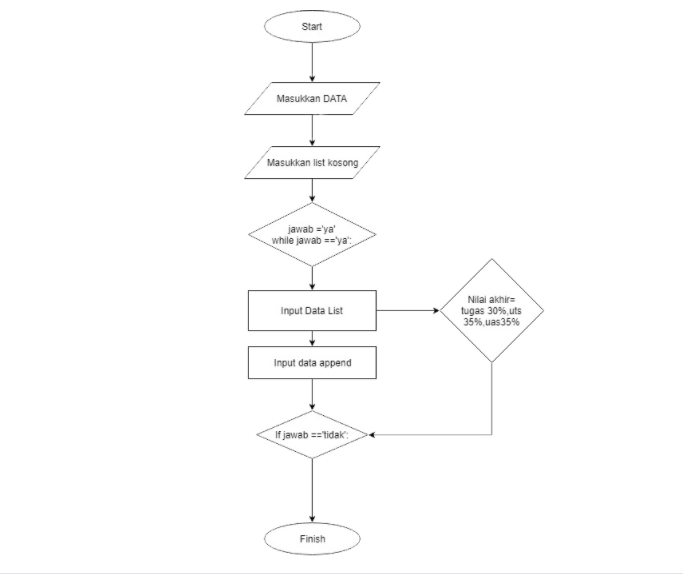 Start
Masukkan DATA
Masukkan list kosong
jawab ='ya'
while jawab =='ya':
Input Data List
Nilai akhir=
tugas 30%,uts
35%,uas35%
Input data append
If jawab =='tidak':
Finish